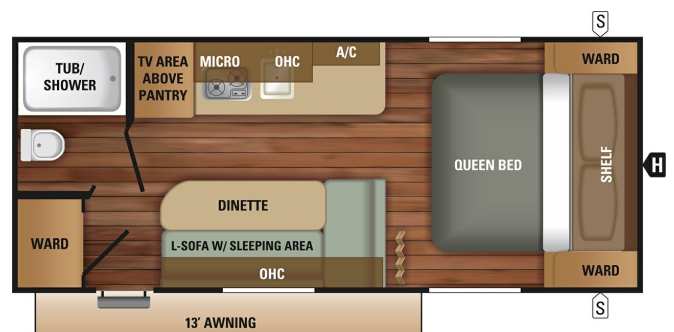 S
TUB/
SHOWER
TV AREA
ABOVE
PANTRY
MICRO
OHC
A/C
WARD
QUEEN BED
SHELF
H
DINETTE
L-SOFA W/ SLEEPING AREA
WARD
OHC
WARD
S
13' AWNING